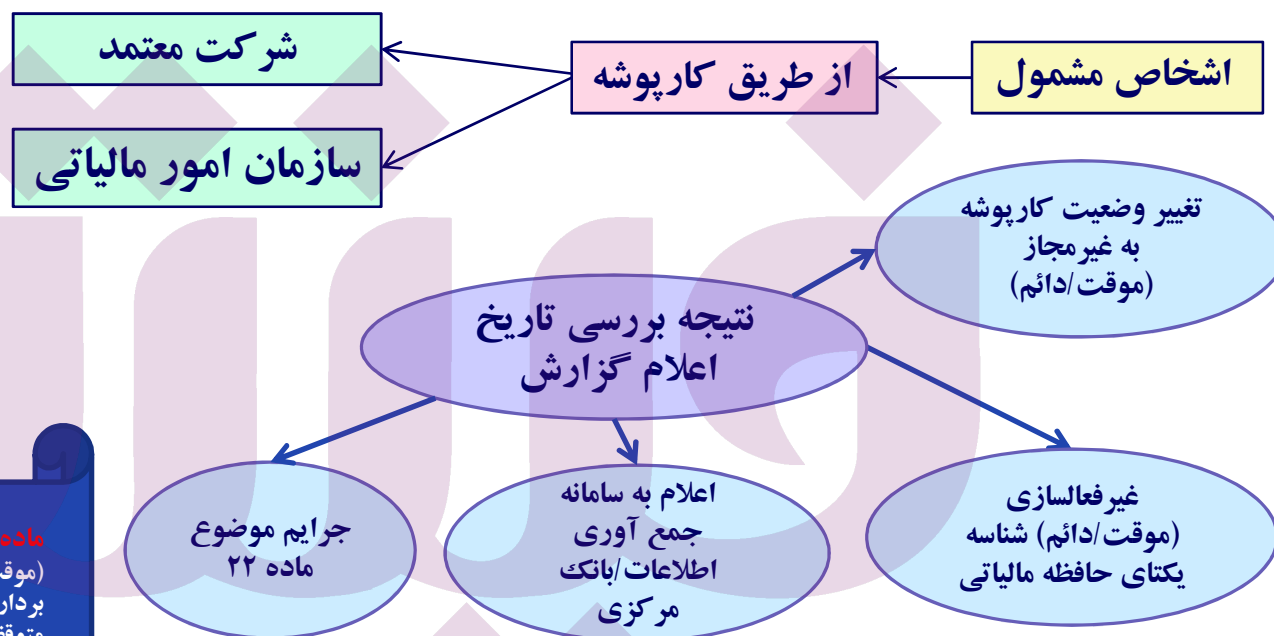 اشخاص مشمول
از طریق کارپوشه
شرکت معتمد
سازمان امور مالیاتی
تغییر وضعیت کارپوشه
به غیرمجاز
(موقت/دائم)
نتیجه بررسی تاریخ
اعلام گزارش
غیرفعالسازی
(موقت/دائم) شناسه
یکتای حافظه مالیاتی
اعلام به سامانه
جمع آوری
اطلاعات/بانک
مرکزی
جرایم موضوع
ماده ۲۲
ماده